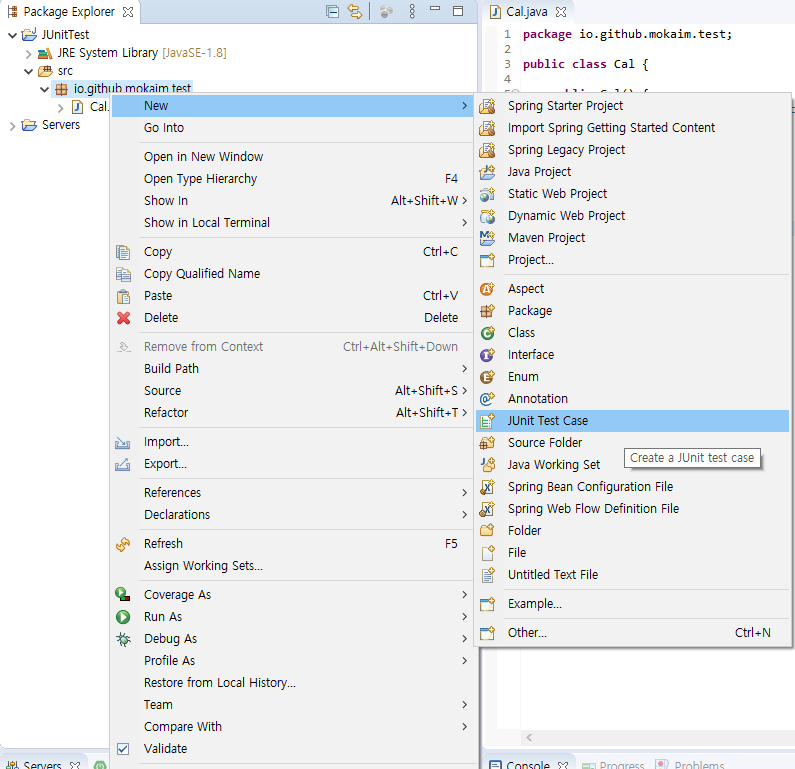 Package Explorer
JUnitTest
JRE System Library [JavaSE-1.8]
src
io.github.mokaim.test
Cal.
Servers
New
Go Into
Open in New Window
Open Type Hierarchy F4
Show In Alt+Shift+W
Show in Local Terminal
Copy Ctrl+C
Copy Qualified Name
Paste Ctrl+V
Delete Delete
Remove from Context Ctrl+Alt+Shift+Down
Build Path
Source Alt+Shift+S
Refactor Alt+Shift+T
Import...
Export...
References
Declarations
Refresh F5
Assign Working Sets...
Coverage As
Run As
Debug As
Profile As
Restore from Local History...
Team
Compare With
Validate
Cal.java
1 package io.github.mokaim.test;
2
3 public class Cal {
4
Spring Starter Project
Import Spring Getting Started Content
Spring Legacy Project
Java Project
Static Web Project
Dynamic Web Project
Maven Project
Project...
Aspect
Package
Class
Interface
Enum
Annotation
JUnit Test Case
Source Folder
Create a JUnit test case
Java Working Set
Spring Bean Configuration File
Spring Web Flow Definition File
Folder
File
Untitled Text File
Example...
Other... Ctrl+N
Servers
Console Progress Problems